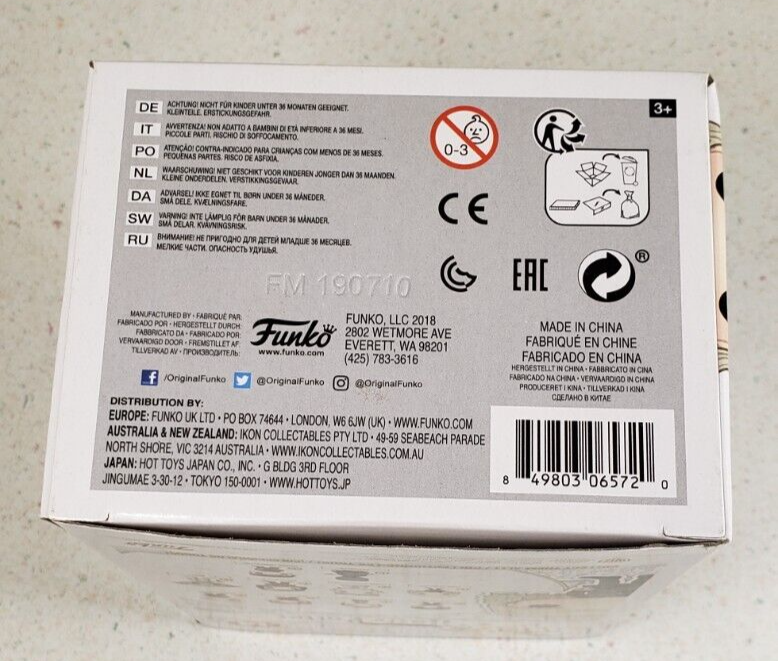 3+
DE ACHTUNG! NICHT FÜR KINDER UNTER 36 MONATEN GEEIGNET.
KLEINTEILE. ERSTICKUNGSGEFAHR.
IT AVVERTENZA! NON ADATTO A BAMBINI DI ETÀ INFERIORE A 36 MESI.
PICCOLE PARTI. RISCHIO DI SOFFOCAMENTO.
PO ATENÇÃO! CONTRA-INDICADO PARA CRIANÇAS COM MENOS DE 36 MESES.
PEQUENAS PARTES. RISCO DE ASFIXIA.
NL WAARSCHUWING! NIET GESCHIKT VOOR KINDEREN JONGER DAN 36 MAANDEN.
KLEINE ONDERDELEN. VERSTIKKINGSGEVAAR.
DA ADVARSEL! IKKE EGNET TIL BØRN UNDER 36 MÅNEDER.
SMÅ DELE. KVÆLNINGSFARE.
SW VARNING! INTE LÄMPLIG FÖR BARN UNDER 36 MÅNADER.
SMÅ DELAR. KVÄVNINGSRISK.
RU ВНИМАНИЕ! НЕ ПРИГОДНО ДЛЯ ДЕТЕЙ МЛАДШЕ 36 МЕСЯЦЕВ.
МЕЛКИЕ ЧАСТИ. ОПАСНОСТЬ УДУШЬЯ.
0-3
CE
EAC
®
FM 190710
MANUFACTURED BY • FABRIQUÉ PAR
FABRICADO POR • HERGESTELLT DURCH
FABBRICATO DA • FABRICADO POR
VERVAARDIGD DOOR • FREMSTILLET AF
TILLVERKAD AV • ПРОИЗВОДИТЕЛЬ:
Funko
www.funko.com
FUNKO, LLC 2018
2802 WETMORE AVE
EVERETT, WA 98201
(425) 783-3616
MADE IN CHINA
FABRIQUÉ EN CHINE
FABRICADO EN CHINA
HERGESTELLT IN CHINA • FABBRICATO IN CINA
FABRICADO NA CHINA • VERVAARDIGD IN CHINA
PRODUCERET I KINA • TILLVERKAD I KINA
СДЕЛАНО В КИТАЕ
f /OriginalFunko @OriginalFunko @OriginalFunko
DISTRIBUTION BY:
EUROPE: FUNKO UK LTD • PO BOX 74644 • LONDON, W6 6JW (UK) • WWW.FUNKO.COM
AUSTRALIA & NEW ZEALAND: IKON COLLECTABLES PTY LTD • 49-59 SEABEACH PARADE
NORTH SHORE, VIC 3214 AUSTRALIA • WWW.IKONCOLLECTABLES.COM.AU
JAPAN: HOT TOYS JAPAN CO., INC. • G BLDG 3RD FLOOR
JINGUMAE 3-30-12 • TOKYO 150-0001 • WWW.HOTTOYS.JP
8 49803 06572 0